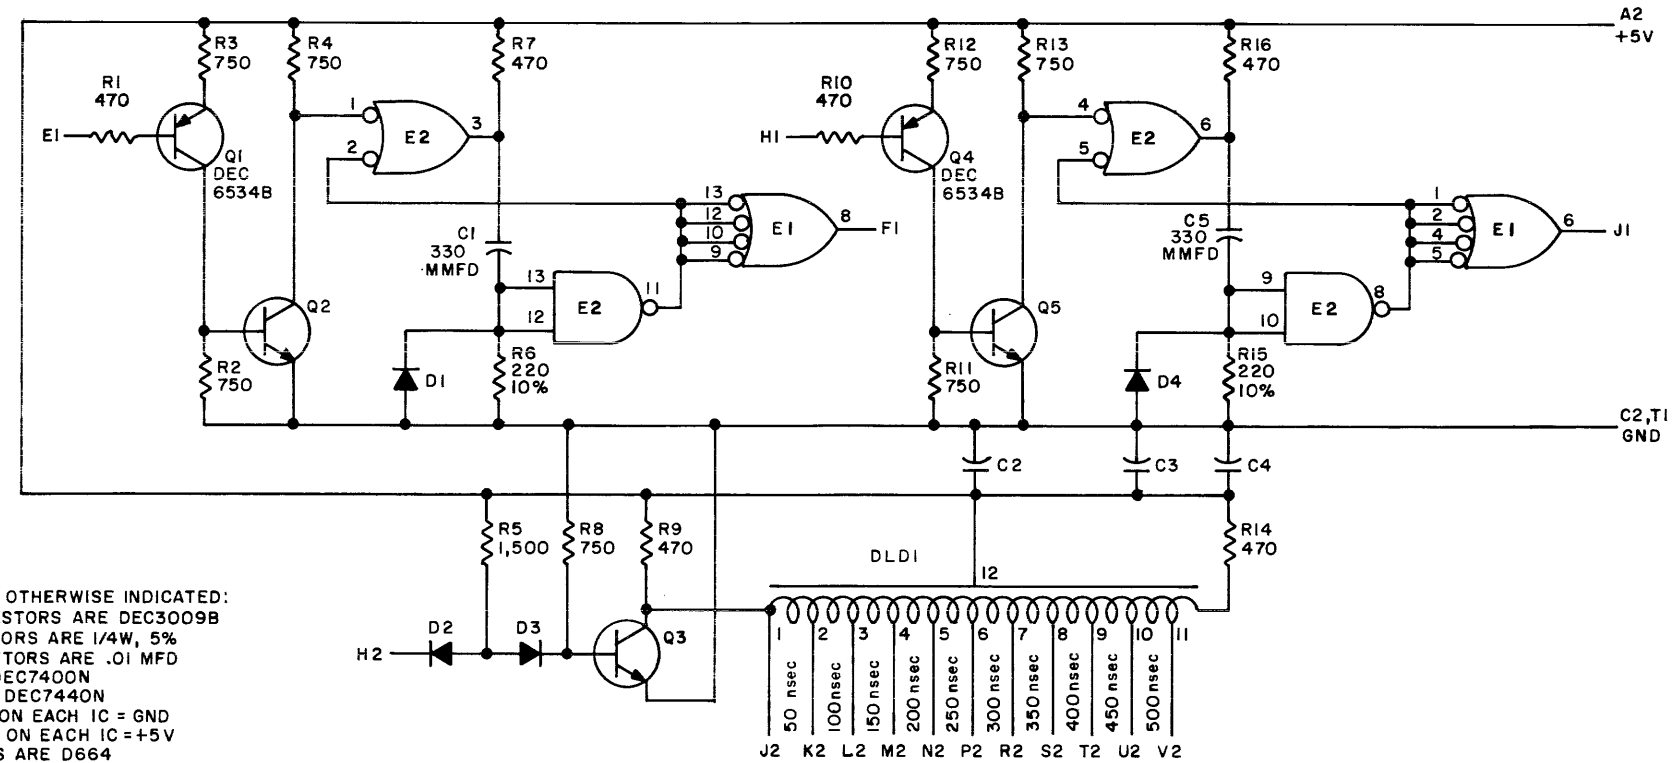 A2
+5V
R3
750
R4
750
R7
470
R12
750
R13
750
R16
470
R1
470
E1
Q1
DEC
6534B
1
2
E2
3
R10
470
H1
Q4
DEC
6534B
4
5
E2
6
13
12
10
9
E1
8
F1
1
2
4
5
E1
6
J1
C1
330
MMFD
13
12
E2
11
C5
330
MMFD
9
10
E2
8
Q2
Q5
R2
750
D1
R6
220
10%
R11
750
D4
R15
220
10%
C2,T1
GND
C2
C3
C4
R5
1,500
R8
750
R9
470
R14
470
DLD1
12
H2
D2
D3
Q3
1
2
3
4
5
6
7
8
9
10
11
50 nsec
100nsec
150 nsec
200nsec
250nsec
300 nsec
350nsec
400nsec
450nsec
500nsec
J2 K2 L2 M2 N2 P2 R2 S2 T2 U2 V2
OTHERWISE INDICATED:
STORS ARE DEC3009B
ORS ARE 1/4W, 5%
TORS ARE .01 MFD
DEC7400N
DEC7440N
ON EACH IC = GND
ON EACH IC =+5V
S ARE D664